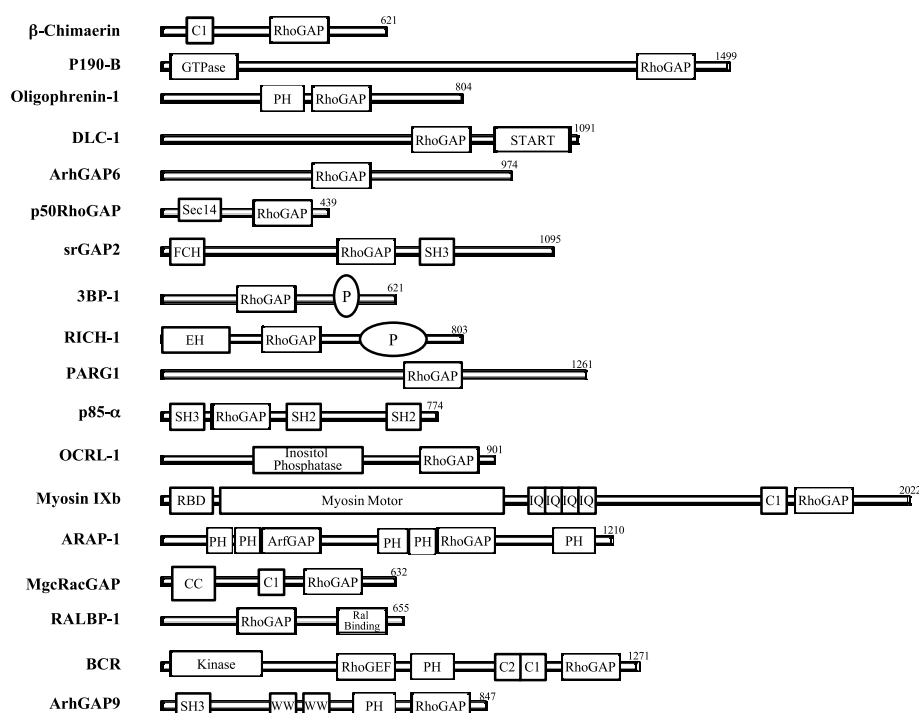 β-Chimaerin C1 RhoGAP 621
P190-B GTPase RhoGAP 1499
Oligophrenin-1 PH RhoGAP 804
DLC-1 RhoGAP START 1091
ArhGAP6 RhoGAP 974
p50RhoGAP Sec14 RhoGAP 439
srGAP2 FCH RhoGAP SH3 1095
3BP-1 RhoGAP P 621
RICH-1 EH RhoGAP P 803
PARG1 RhoGAP 1261
p85-α SH3 RhoGAP SH2 SH2 774
OCRL-1 Inositol Phosphatase RhoGAP 901
Myosin IXb RBD Myosin Motor IQ IQ IQ IQ C1 RhoGAP 2022
ARAP-1 PH PH ArfGAP PH PH RhoGAP PH 1210
MgcRacGAP CC C1 RhoGAP 632
RALBP-1 RhoGAP Ral Binding 655
BCR Kinase RhoGEF PH C2 C1 RhoGAP 1271
ArhGAP9 SH3 WW WW PH RhoGAP 847